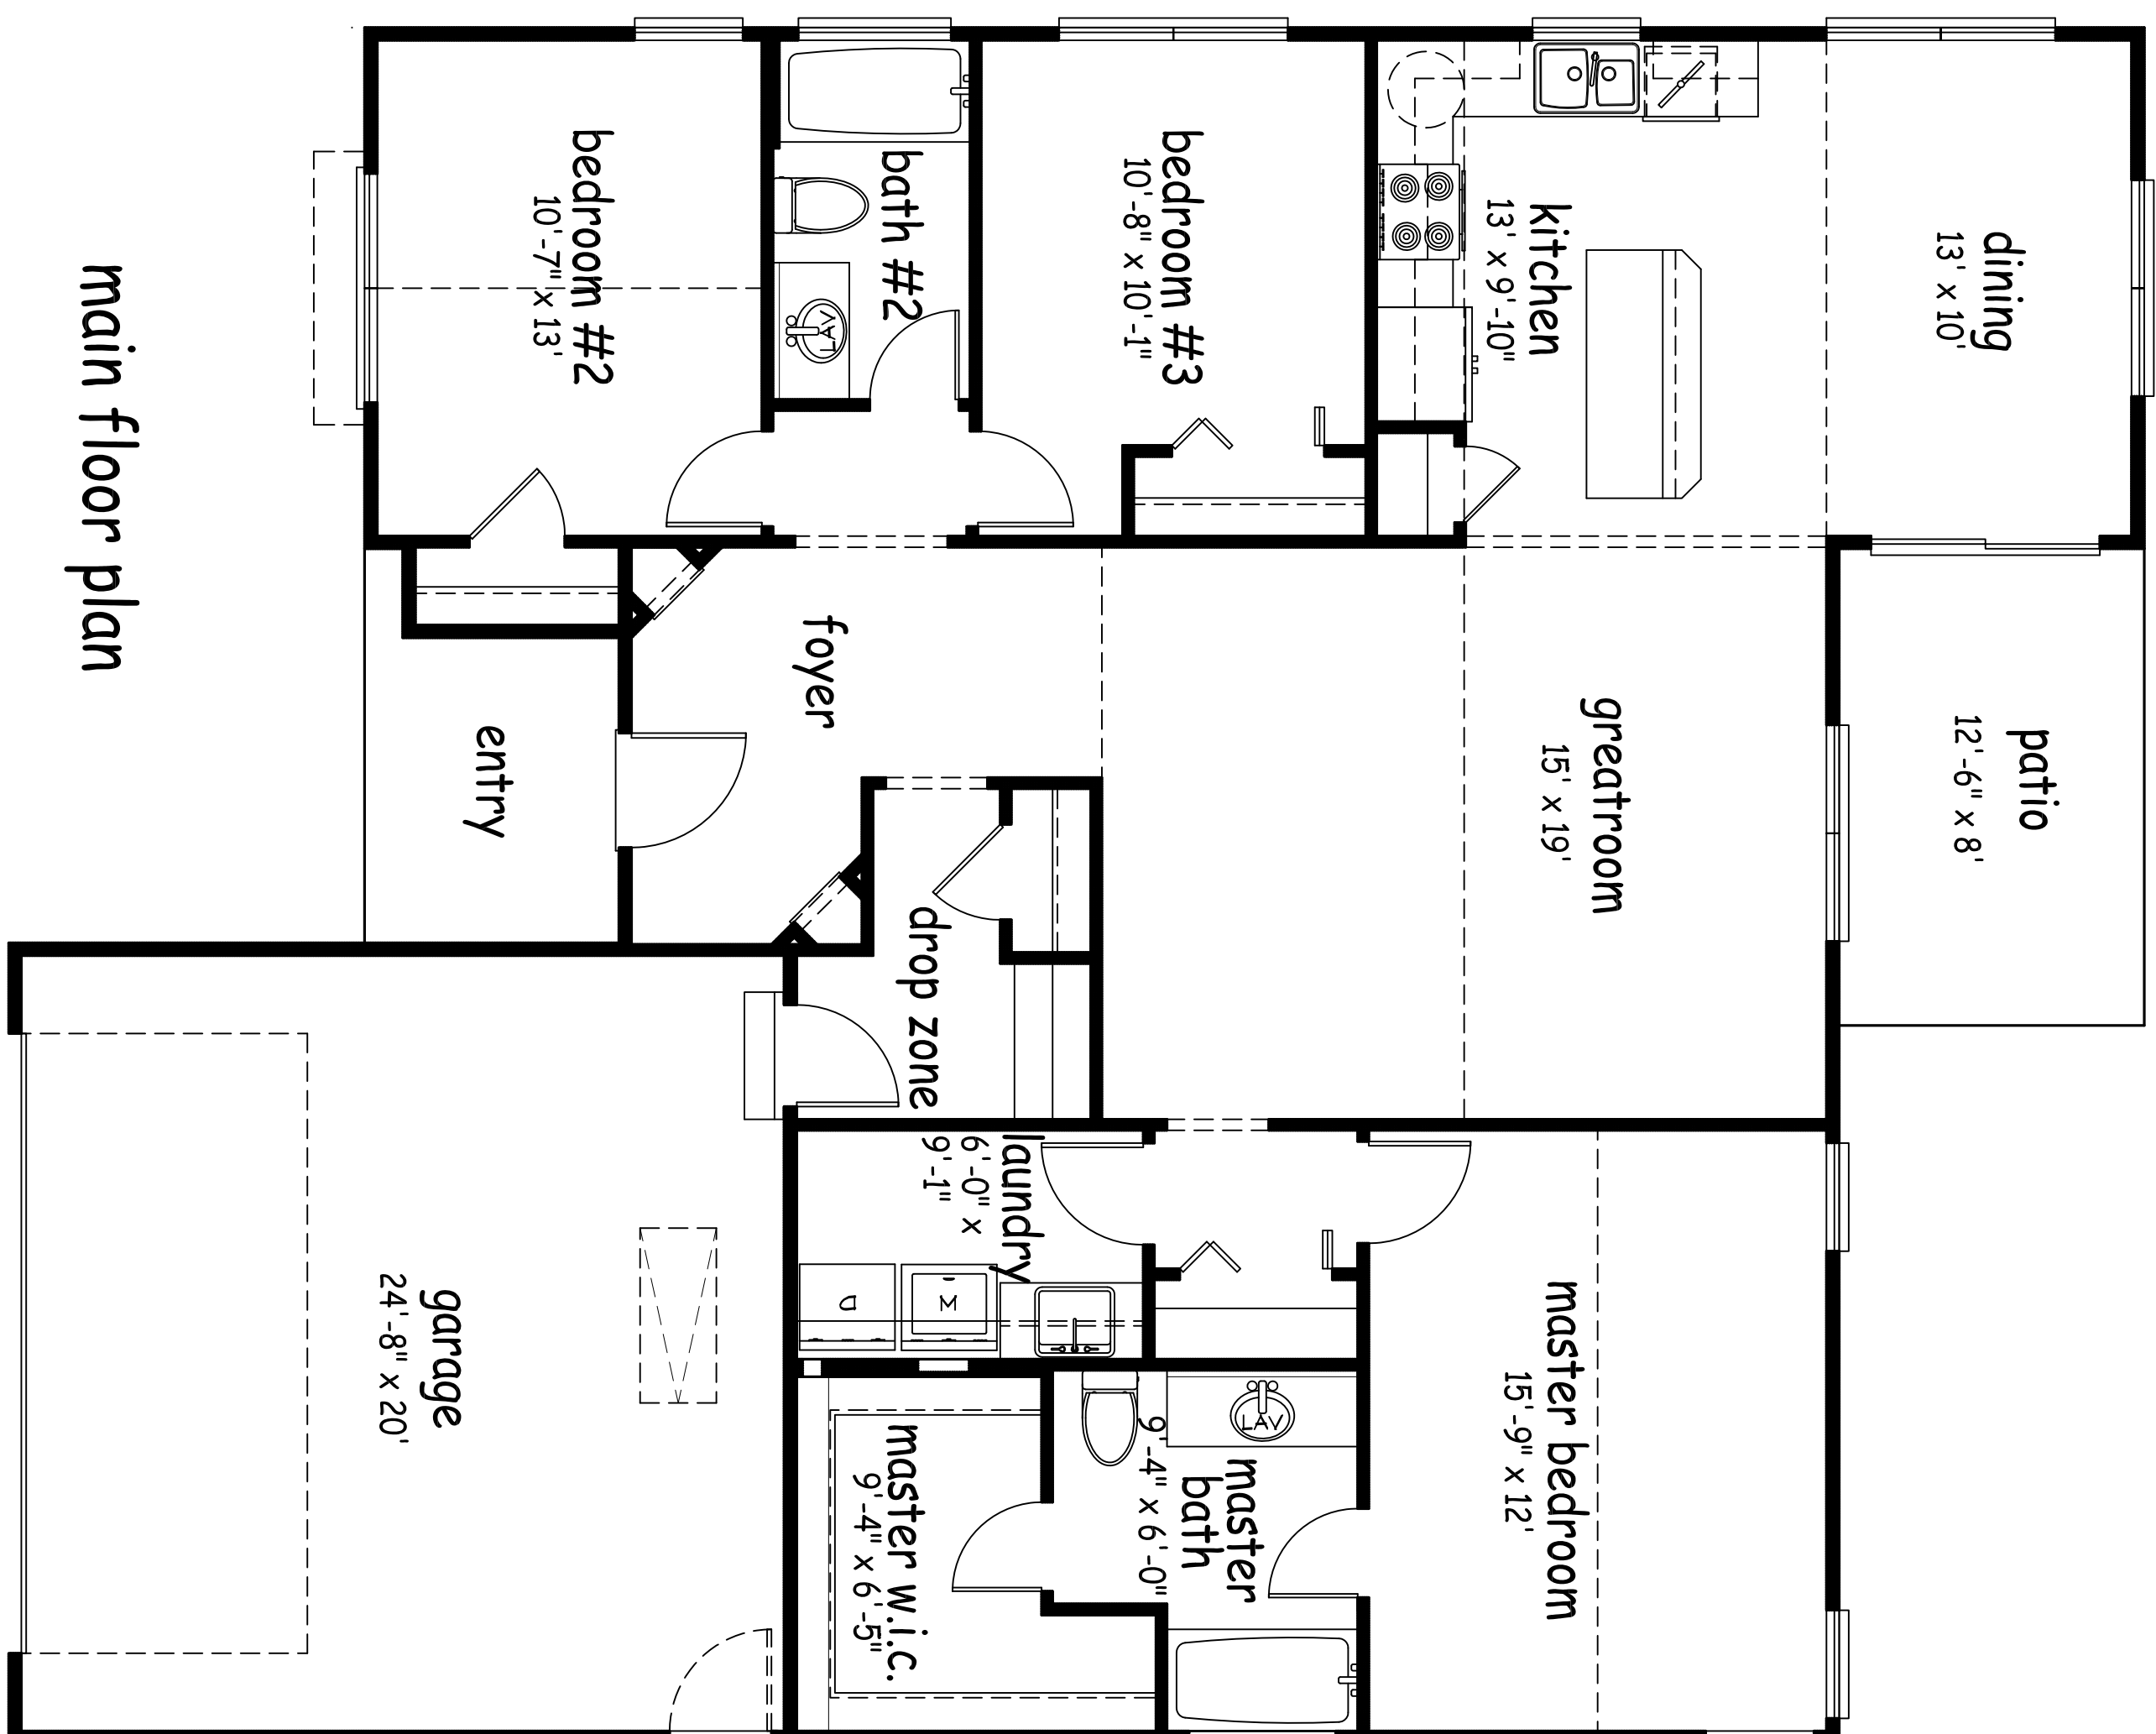 dining
13' x 10'
patio
12'-6" x 8'
kitchen
13' x 9'-10"
greatroom
15' x 19'
master bedroom
15'-9" x 12'
bedroom #3
10'-8" x 10'-1"
master
bath
9'-4" x 6'-0"
LAV
bath #2
LAV
foyer
drop zone
laundry
6'-0" x
9'-1"
W
D
master w.i.c.
9'-4" x 6'-5"
bedroom #2
10'-7" x 13'
entry
garage
24'-8" x 20'
main floor plan